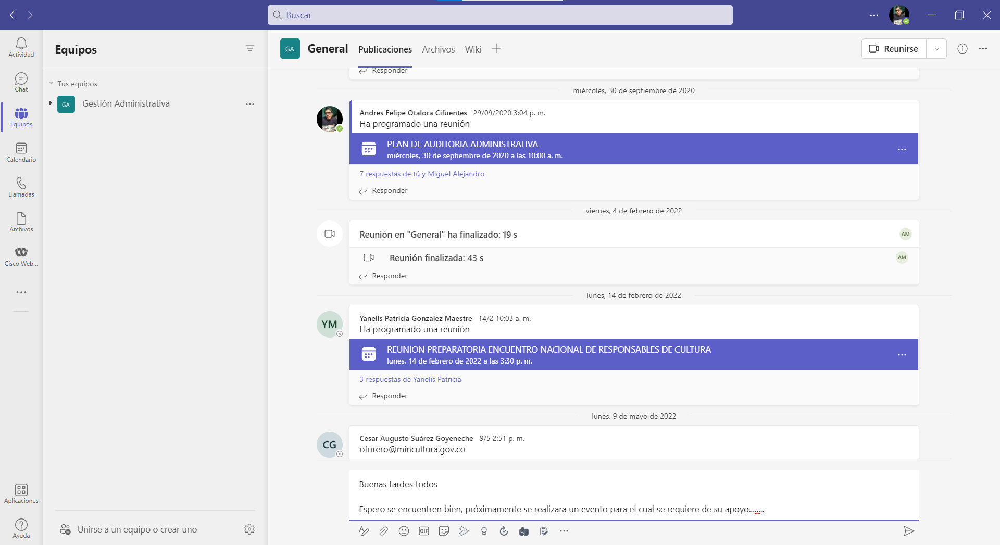 Buscar
Actividad
Chat
Equipos
Calendario
Llamadas
Archivos
Cisco Web...
Aplicaciones
Ayuda
Equipos
Tus equipos
GA
Gestión Administrativa
Unirse a un equipo o crear uno
GA
General
Publicaciones
Archivos
Wiki
Reunirse
Responder
miércoles, 30 de septiembre de 2020
Andres Felipe Otalora Cifuentes 29/09/2020 3:04 p. m.
Ha programado una reunión
PLAN DE AUDITORIA ADMINISTRATIVA
miércoles, 30 de septiembre de 2020 a las 10:00 a. m.
7 respuestas de tú y Miguel Alejandro
Responder
viernes, 4 de febrero de 2022
Reunión en "General" ha finalizado: 19 s
AM
Reunión finalizada: 43 s
AM
Responder
lunes, 14 de febrero de 2022
YM
Yanelis Patricia Gonzalez Maestre 14/2 10:03 a. m.
Ha programado una reunión
REUNION PREPARATORIA ENCUENTRO NACIONAL DE RESPONSABLES DE CULTURA
lunes, 14 de febrero de 2022 a las 3:30 p. m.
3 respuestas de Yanelis Patricia
Responder
lunes, 9 de mayo de 2022
CG
Cesar Augusto Suárez Goyeneche 9/5 2:51 p. m.
oforero@mincultura.gov.co
Buenas tardes todos
Espero se encuentren bien, próximamente se realizara un evento para el cual se requiere de su apoyo........
GIF